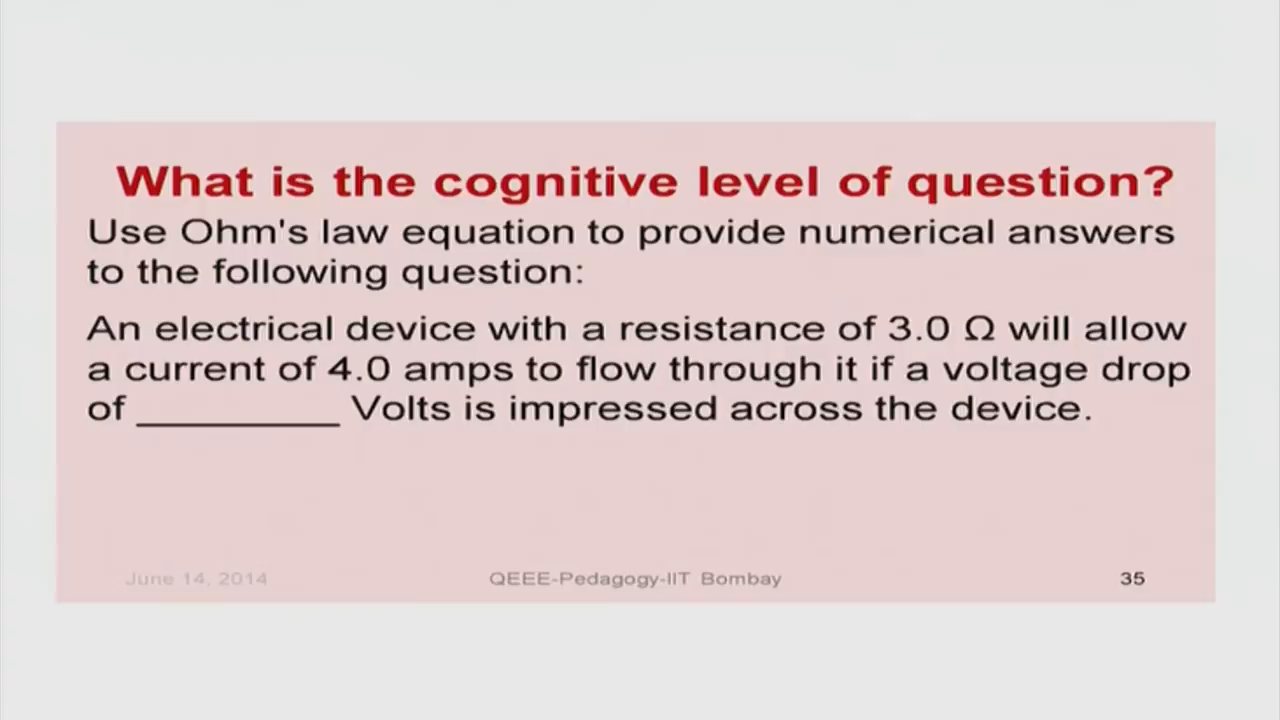 What is the cognitive level of question?
Use Ohm's law equation to provide numerical answers
to the following question:
An electrical device with a resistance of 3.0 Ω will allow
a current of 4.0 amps to flow through it if a voltage drop
of __________ Volts is impressed across the device.
June 14, 2014 QEEE-Pedagogy-IIT Bombay 35